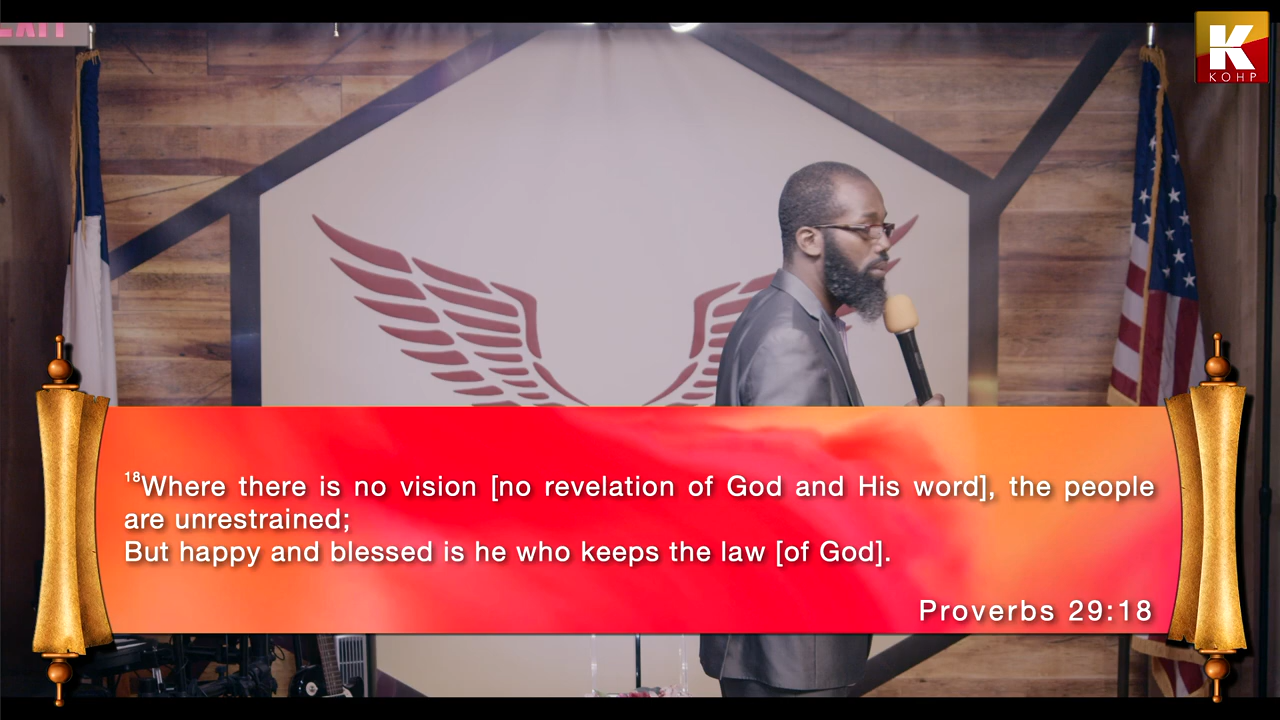 EXIT
K
KOHP
18Where there is no vision [no revelation of God and His word], the people
are unrestrained;
But happy and blessed is he who keeps the law [of God].
Proverbs 29:18